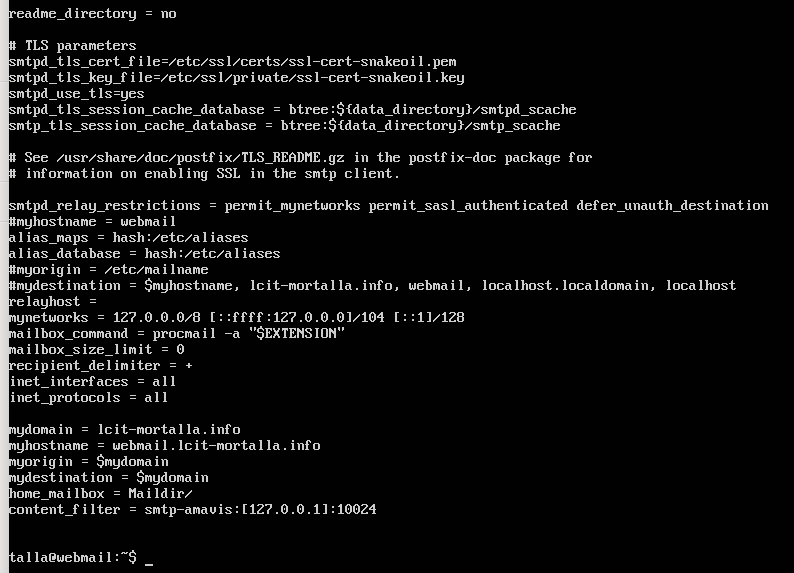 readme_directory = no
# TLS parameters
smtpd_tls_cert_file=/etc/ssl/certs/ssl-cert-snakeoil.pem
smtpd_tls_key_file=/etc/ssl/private/ssl-cert-snakeoil.key
smtpd_use_tls=yes
smtpd_tls_session_cache_database = btree:${data_directory}/smtpd_scache
smtp_tls_session_cache_database = btree:${data_directory}/smtp_scache
# See /usr/share/doc/postfix/TLS_README.gz in the postfix-doc package for
# information on enabling SSL in the smtp client.
smtpd_relay_restrictions = permit_mynetworks permit_sasl_authenticated defer_unauth_destination
#myhostname = webmail
alias_maps = hash:/etc/aliases
alias_database = hash:/etc/aliases
#myorigin = /etc/mailname
#mydestination = $myhostname, lcit-mortalla.info, webmail, localhost.localdomain, localhost
relayhost =
mynetworks = 127.0.0.0/8 [::ffff:127.0.0.0]/104 [::1]/128
mailbox_command = procmail -a "$EXTENSION"
mailbox_size_limit = 0
recipient_delimiter = +
inet_interfaces = all
inet_protocols = all
mydomain = lcit-mortalla.info
myhostname = webmail.lcit-mortalla.info
myorigin = $mydomain
mydestination = $mydomain
home_mailbox = Maildir/
content_filter = smtp-amavis:[127.0.0.1]:10024
talla@webmail:~$ _